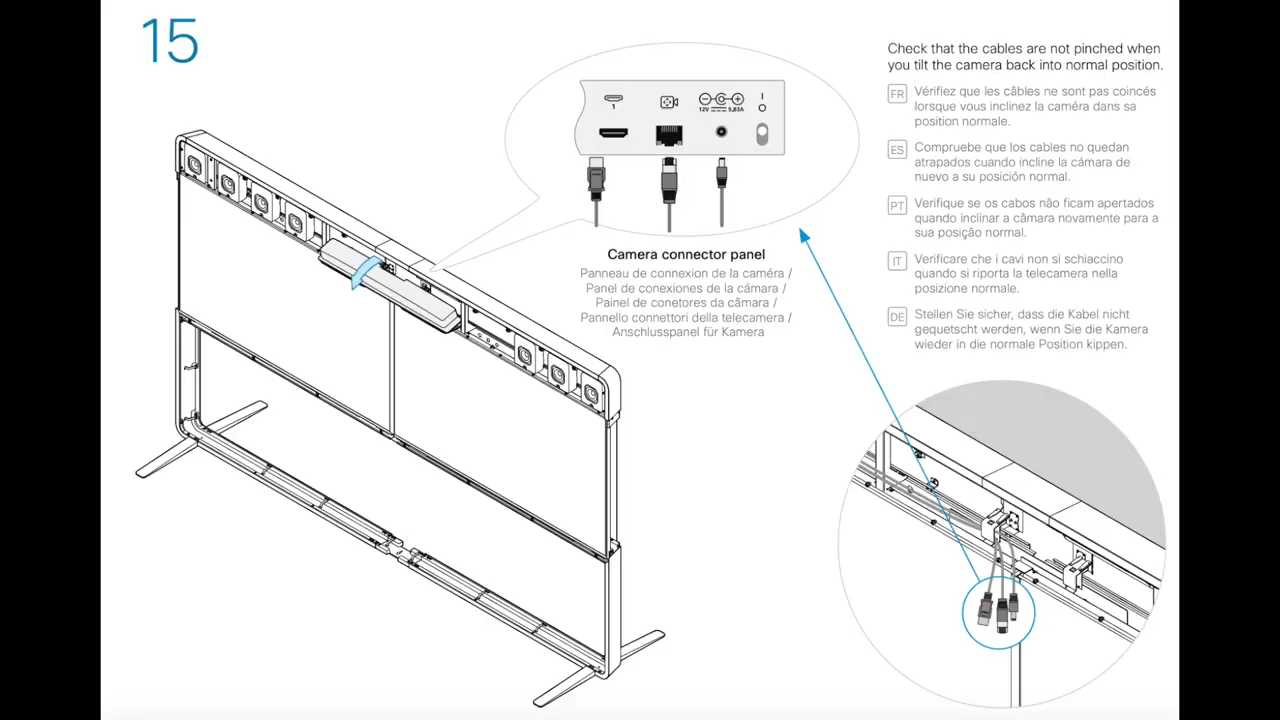 15
1
12V
5,83A
Camera connector panel
Panneau de connexion de la caméra /
Panel de conexiones de la cámara /
Painel de conetores da câmara /
Pannello connettori della telecamera /
Anschlusspanel für Kamera
Check that the cables are not pinched when
you tilt the camera back into normal position.
FR
Vérifiez que les câbles ne sont pas coincés
lorsque vous inclinez la caméra dans sa
position normale.
ES
Compruebe que los cables no quedan
atrapados cuando incline la cámara de
nuevo a su posición normal.
PT
Verifique se os cabos não ficam apertados
quando inclinar a câmara novamente para a
sua posição normal.
IT
Verificare che i cavi non si schiaccino
quando si riporta la telecamera nella
posizione normale.
DE
Stellen Sie sicher, dass die Kabel nicht
gequetscht werden, wenn Sie die Kamera
wieder in die normale Position kippen.